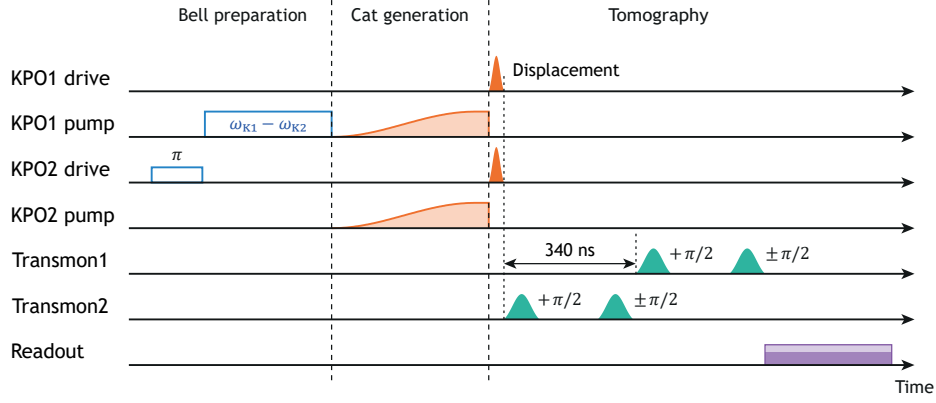 Bell preparation Cat generation Tomography
KPO1 drive
Displacement
KPO1 pump
ω_K1 − ω_K2
π
KPO2 drive
KPO2 pump
340 ns
Transmon1
+π/2 ±π/2
Transmon2
+π/2 ±π/2
Readout
Time